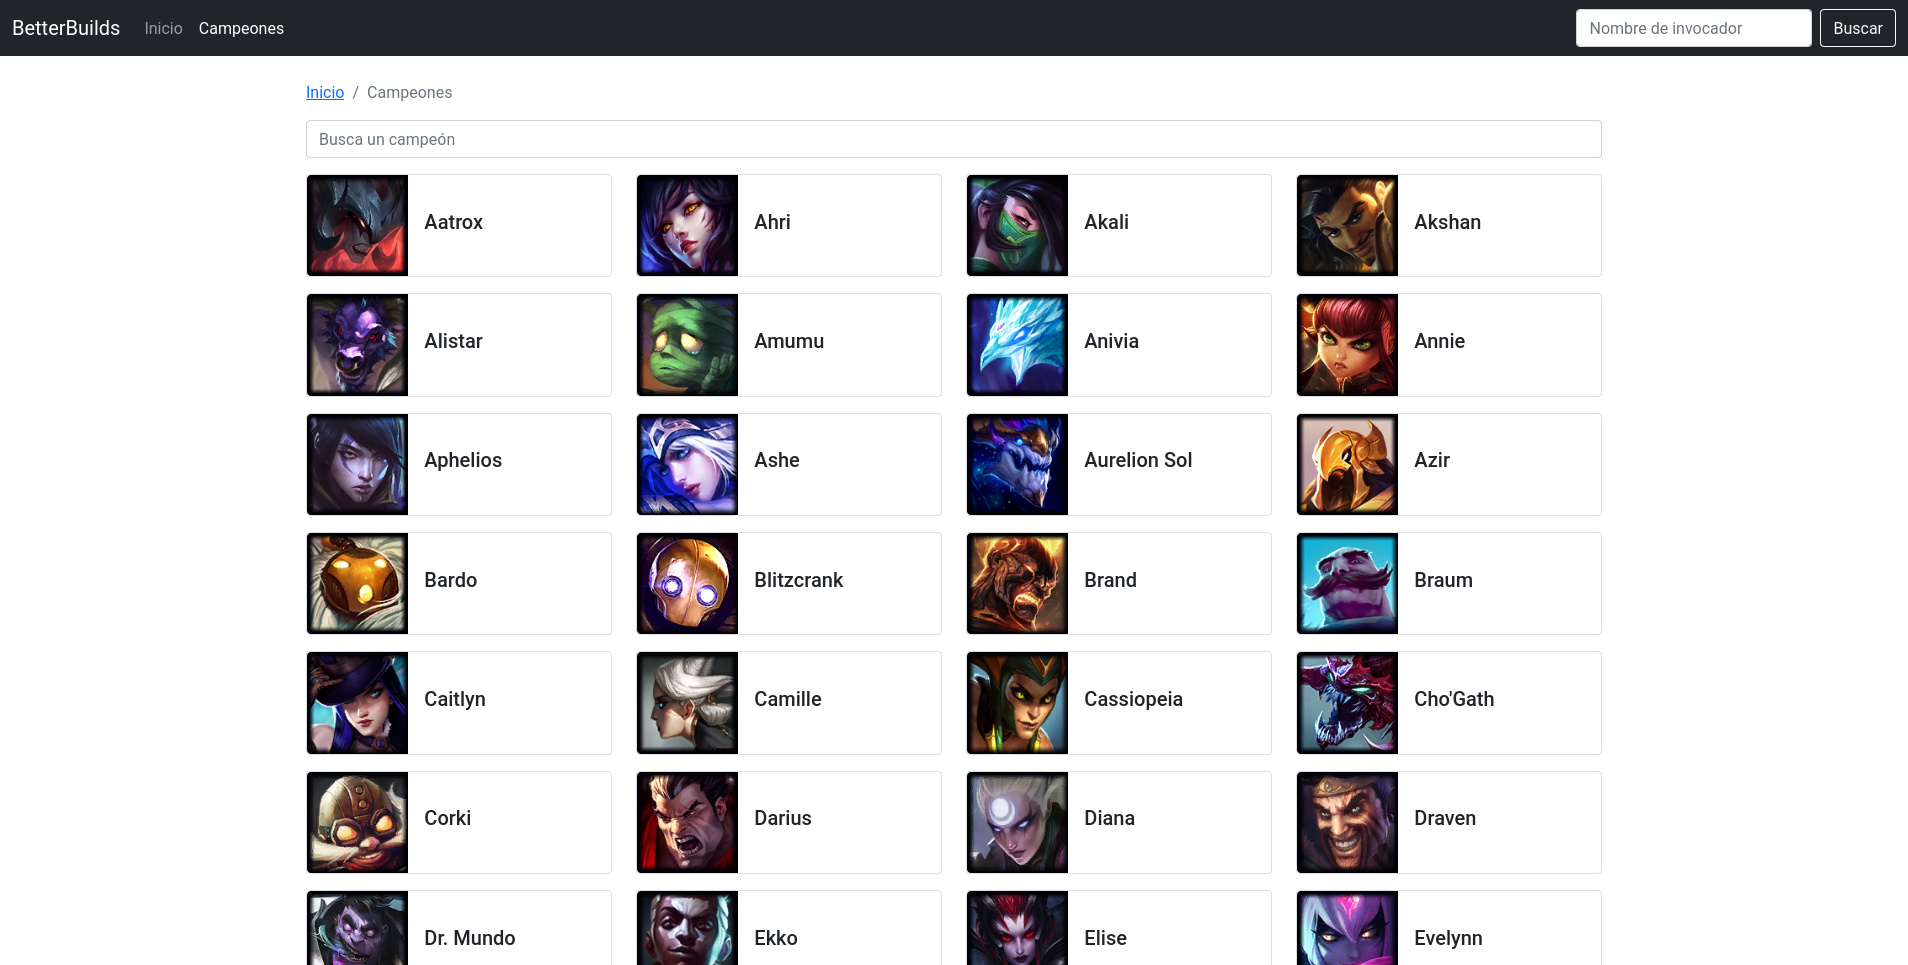 BetterBuilds Inicio Campeones Nombre de invocador Buscar
Inicio / Campeones
Busca un campeón
Aatrox Ahri Akali Akshan
Alistar Amumu Anivia Annie
Aphelios Ashe Aurelion Sol Azir
Bardo Blitzcrank Brand Braum
Caitlyn Camille Cassiopeia Cho'Gath
Corki Darius Diana Draven
Dr. Mundo Ekko Elise Evelynn